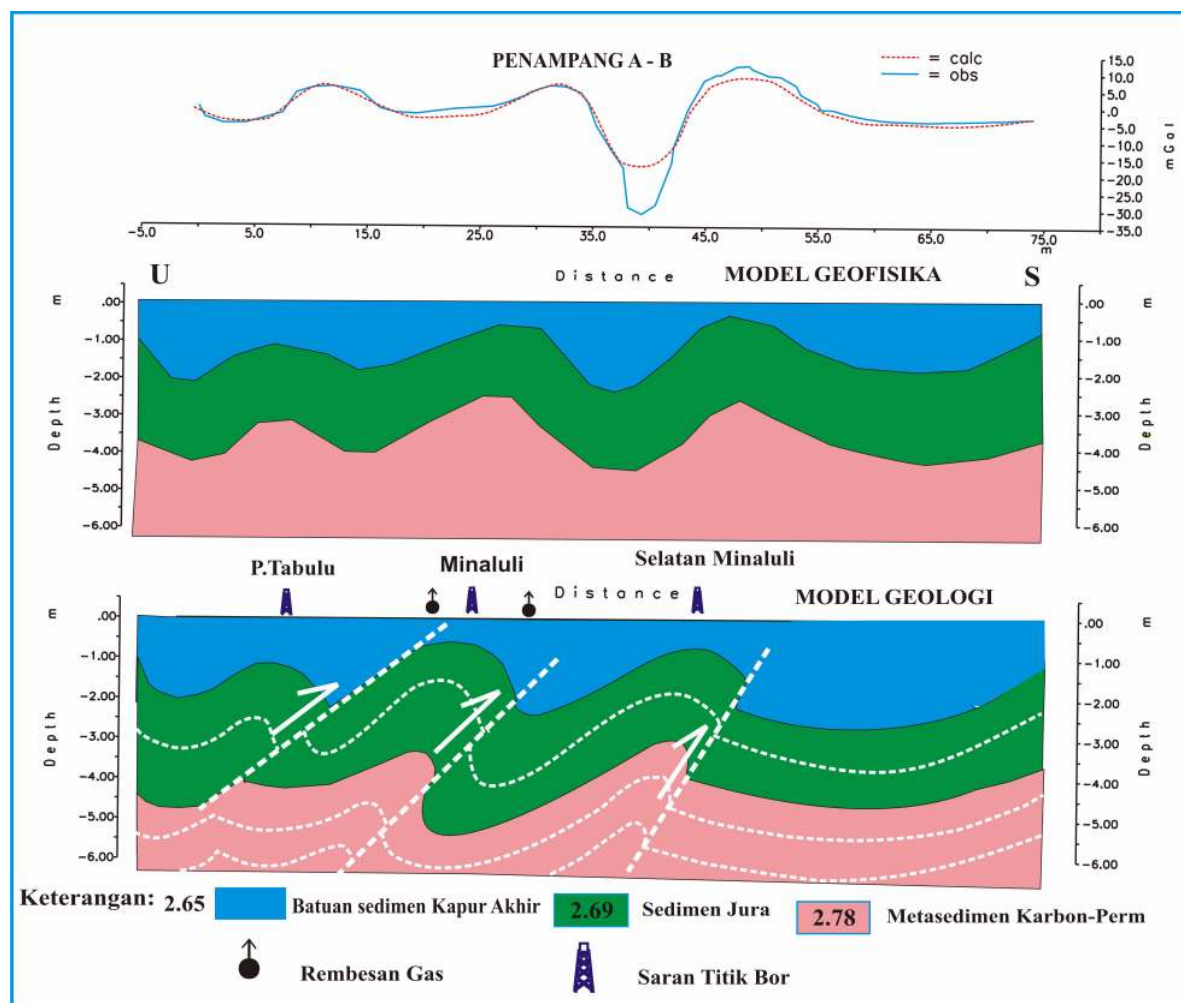 PENAMPANG A - B
= calc
= obs
15.0
10.0
5.0
.0
-5.0
-10.0
-15.0
-20.0
-25.0
-30.0
-35.0
mGal
-5.0 5.0 15.0 25.0 35.0 45.0 55.0 65.0 75.0
m
U Distance MODEL GEOFISIKA S
m .00 .00 m
-1.00 -1.00
-2.00 -2.00
Depth -3.00 -3.00 Depth
-4.00 -4.00
-5.00 -5.00
-6.00 -6.00
P.Tabulu Minaluli Selatan Minaluli
Distance MODEL GEOLOGI
m .00 .00 m
-1.00 -1.00
-2.00 -2.00
Depth -3.00 -3.00 Depth
-4.00 -4.00
-5.00 -5.00
-6.00 -6.00
Keterangan: 2.65 Batuan sedimen Kapur Akhir 2.69 Sedimen Jura 2.78 Metasedimen Karbon-Perm
Rembesan Gas Saran Titik Bor